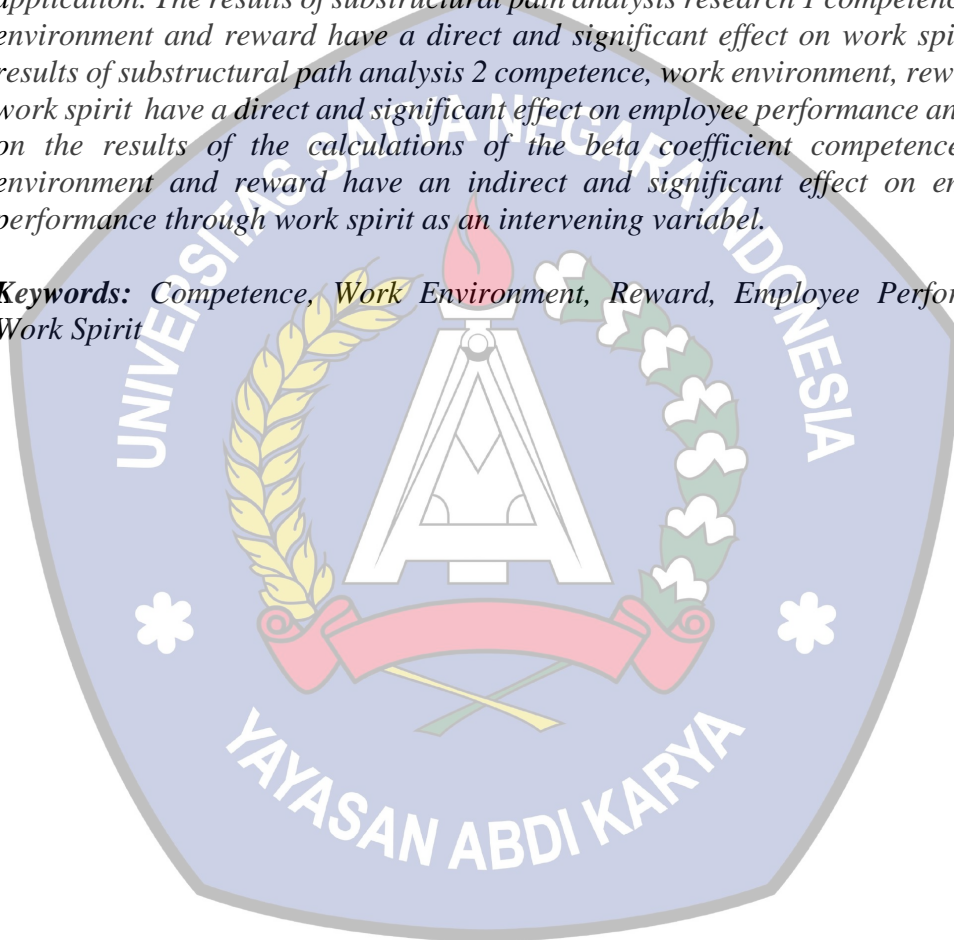 application. The results of substructural path analysis research 1 competenc
environment and reward have a direct and significant effect on work spi
results of substructural path analysis 2 competence, work environment, rew
work spirit have a direct and significant effect on employee performance an
on the results of the calculations of the beta coefficient competence
environment and reward have an indirect and significant effect on en
performance through work spirit as an intervening variabel.
Keywords: Competence, Work Environment, Reward, Employee Perfor
Work Spirit
UNIVERSITAS SATYA NEGARA INDONESIA
YAYASAN ABDI KARYA